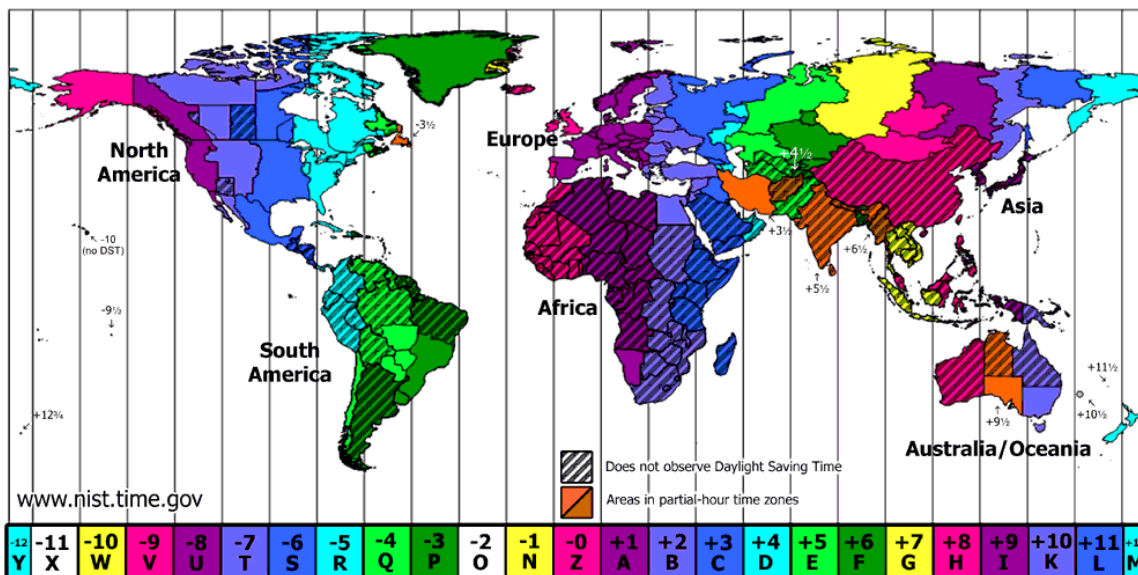 -3½
North
America
Europe
+4½
Asia
-10
(no DST)
+3½
+6½
+5½
-9½
Africa
South
America
+11½
+12¾
+9½
+10½
Australia/Oceania
Does not observe Daylight Saving Time
Areas in partial-hour time zones
www.nist.time.gov
-12 -11 -10 -9 -8 -7 -6 -5 -4 -3 -2 -1 -0 +1 +2 +3 +4 +5 +6 +7 +8 +9 +10 +11
Y X W V U T S R Q P O N Z A B C D E F G H I K L M